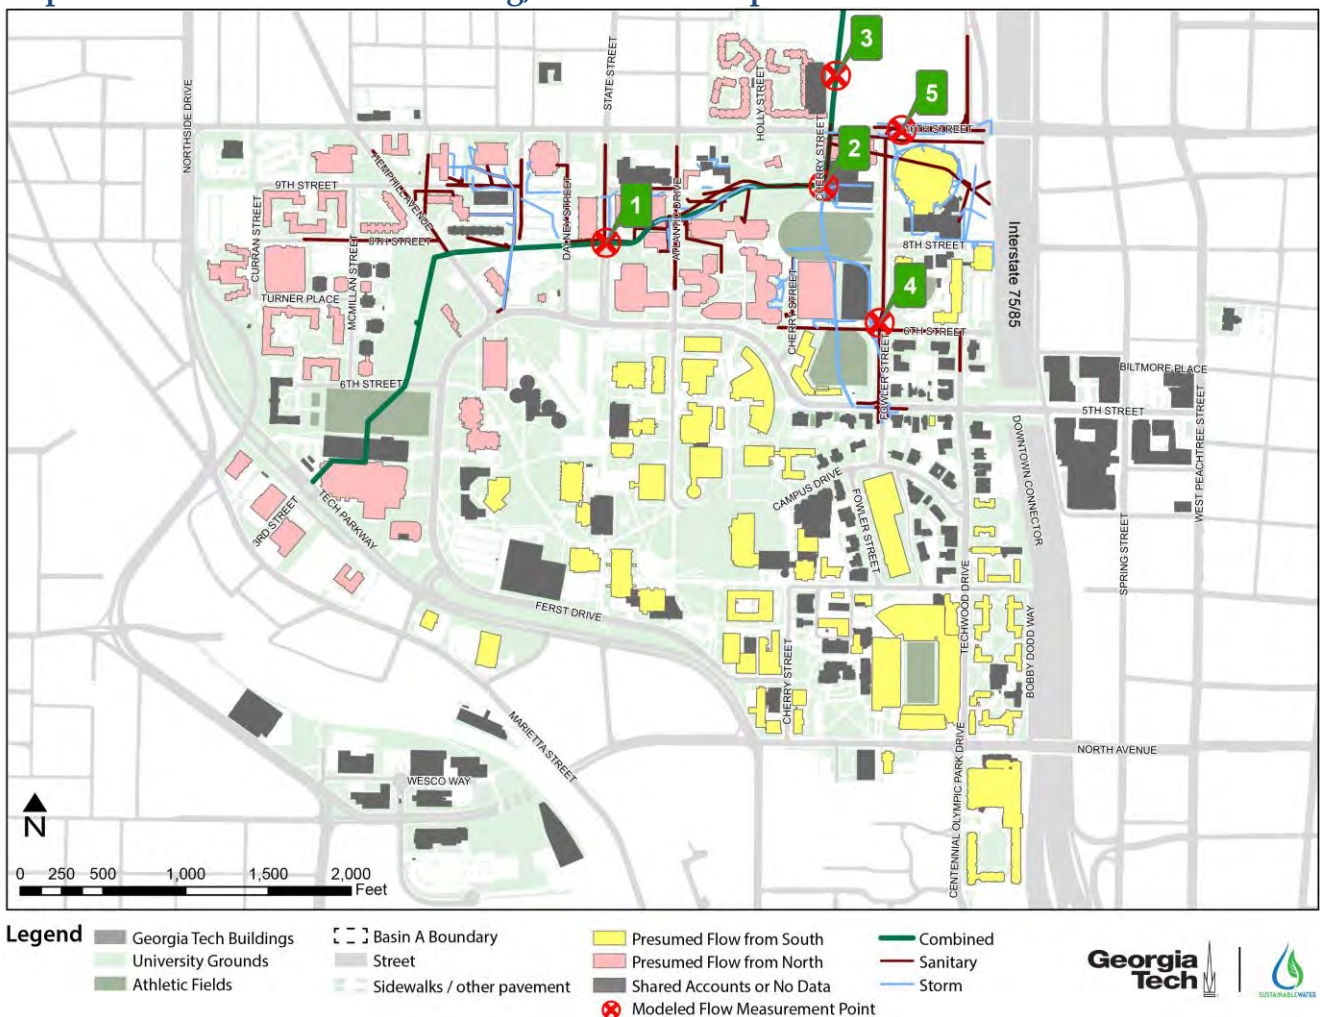 3
5
10TH STREET
2
1
4
NORTHSIDE DRIVE
STATE STREET
HOLLY STREET
CHERRY STREET
HEMPHILL AVENUE
9TH STREET
CURRAN STREET
8TH STREET
DALNEY STREET
ATLANTIC DRIVE
8TH STREET
Interstate 75/85
TURNER PLACE
MCMILLAN STREET
CHERRY STREET
6TH STREET
FOWLER STREET
6TH STREET
BILTMORE PLACE
5TH STREET
WEST PEACHTREE STREET
DOWNTOWN CONNECTOR
SPRING STREET
CAMPUS DRIVE
FOWLER STREET
3RD STREET
TECH PARKWAY
FERST DRIVE
TECHWOOD DRIVE
BOBBY DODD WAY
CHERRY STREET
MARIETTA STREET
NORTH AVENUE
WESCO WAY
CENTENNIAL OLYMPIC PARK DRIVE
N
0 250 500 1,000 1,500 2,000
Feet
Legend
Georgia Tech Buildings
University Grounds
Athletic Fields
Basin A Boundary
Street
Sidewalks / other pavement
Presumed Flow from South
Presumed Flow from North
Shared Accounts or No Data
Modeled Flow Measurement Point
Combined
Sanitary
Storm
Georgia
Tech
SUSTAINABLEWATER